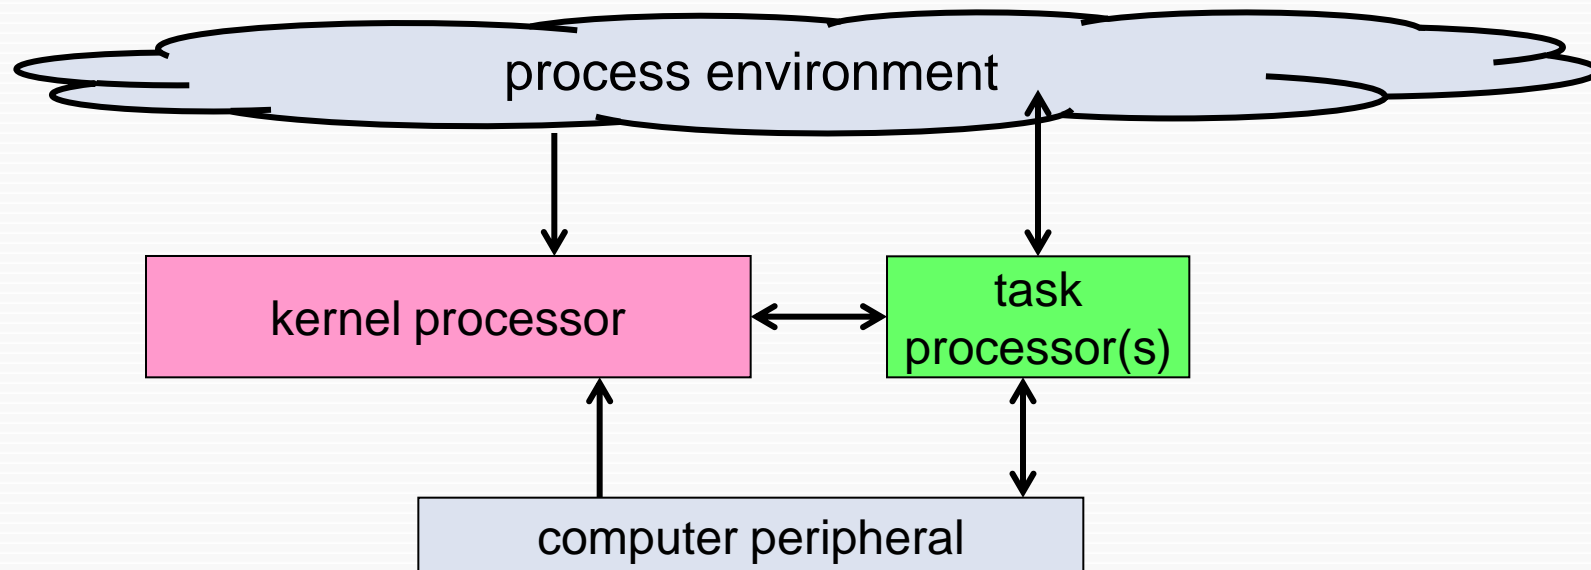 process environment
kernel processor
task
processor(s)
computer peripheral